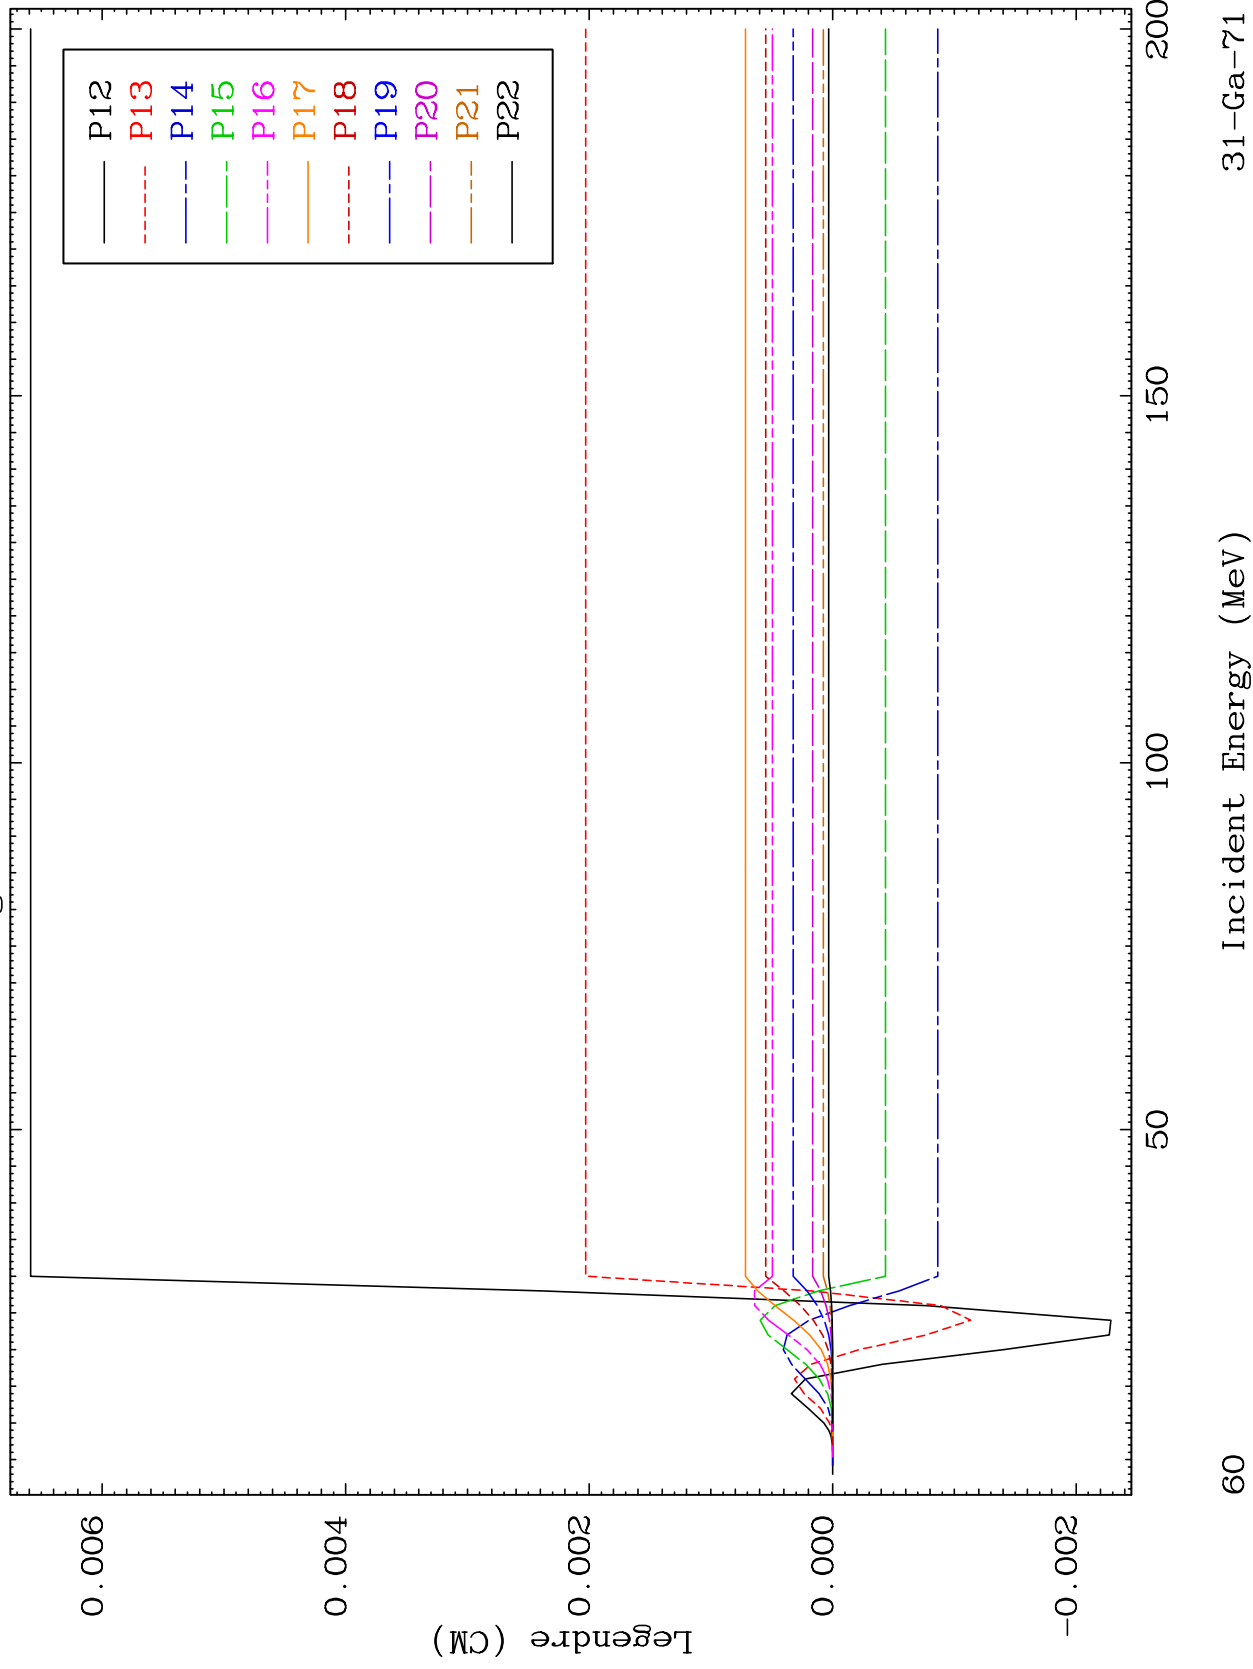 P12
P13
P14
P15
P16
P17
P18
P19
P20
P21
P22
0.006
0.004
0.002
0.000
-0.002
Legendre (CM)
50
100
150
200
60
Incident Energy (MeV)
31-Ga-71